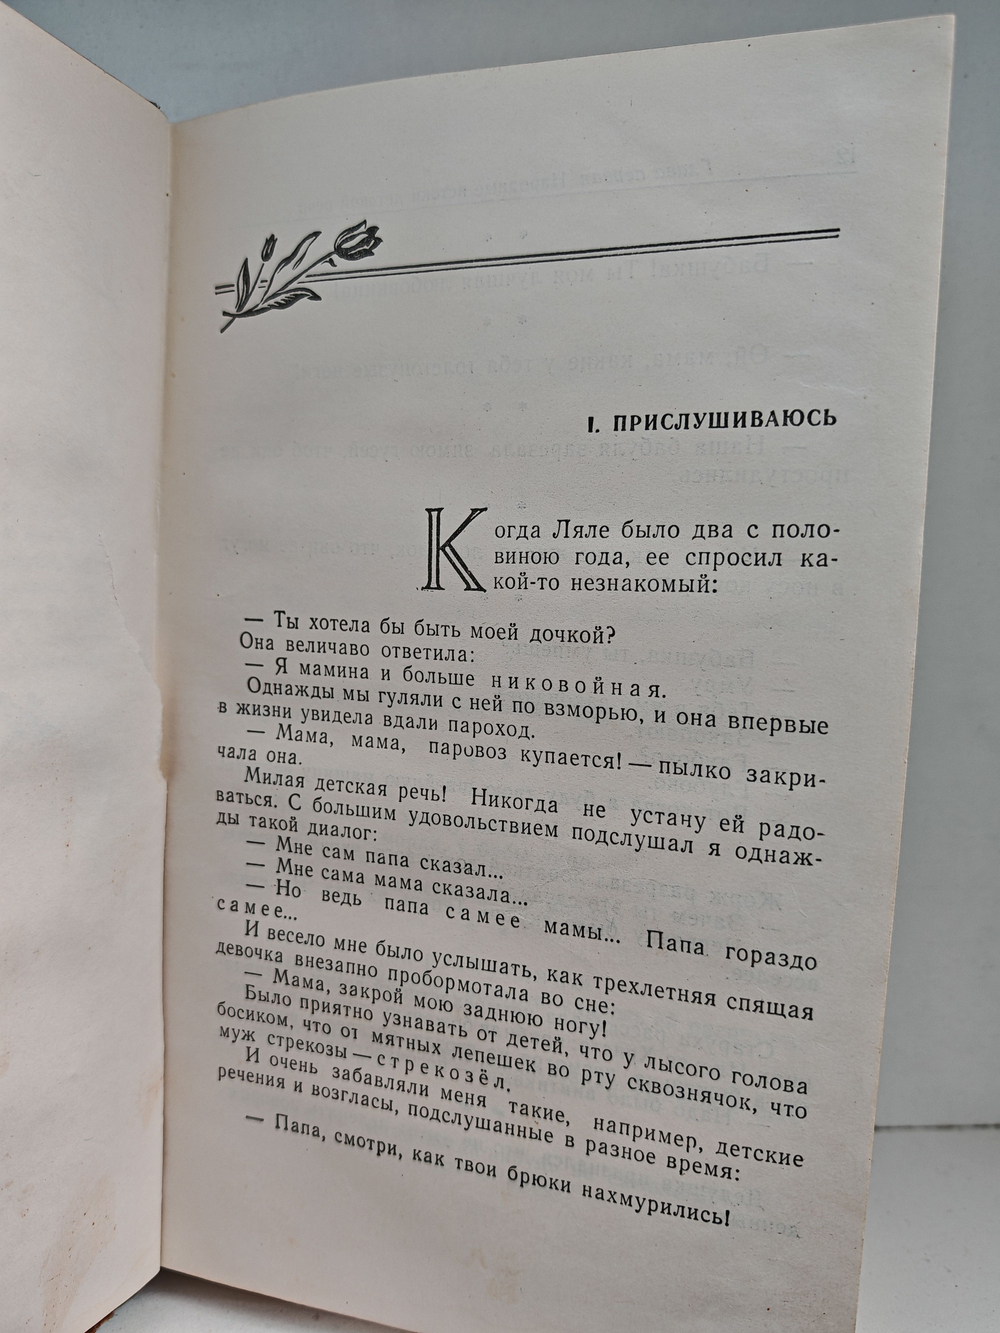 I. ПРИСЛУШИВАЮСЬ
Когда Ляле было два с поло-
виною года, ее спросил ка-
кой-то незнакомый:
— Ты хотела бы быть моей дочкой?
Она величаво ответила:
— Я мамина и больше никовойная.
Однажды мы гуляли с ней по взморью, и она впервые
в жизни увидела вдали пароход.
— Мама, мама, паровоз купается! — пылко закри-
чала она.
Милая детская речь! Никогда не устану ей радо-
ваться. С большим удовольствием подслушал я однаж-
ды такой диалог:
— Мне сам папа сказал...
— Мне сама мама сказала...
— Но ведь папа самее мамы... Папа гораздо
самее...
И весело мне было услышать, как трехлетняя спящая
девочка внезапно пробормотала во сне:
— Мама, закрой мою заднюю ногу!
Было приятно узнавать от детей, что у лысого голова
босиком, что от мятных лепешек во рту сквознячок, что
муж стрекозы — стрекозёл.
И очень забавляли меня такие, например, детские
речения и возгласы, подслушанные в разное время:
— Папа, смотри, как твои брюки нахмурились!